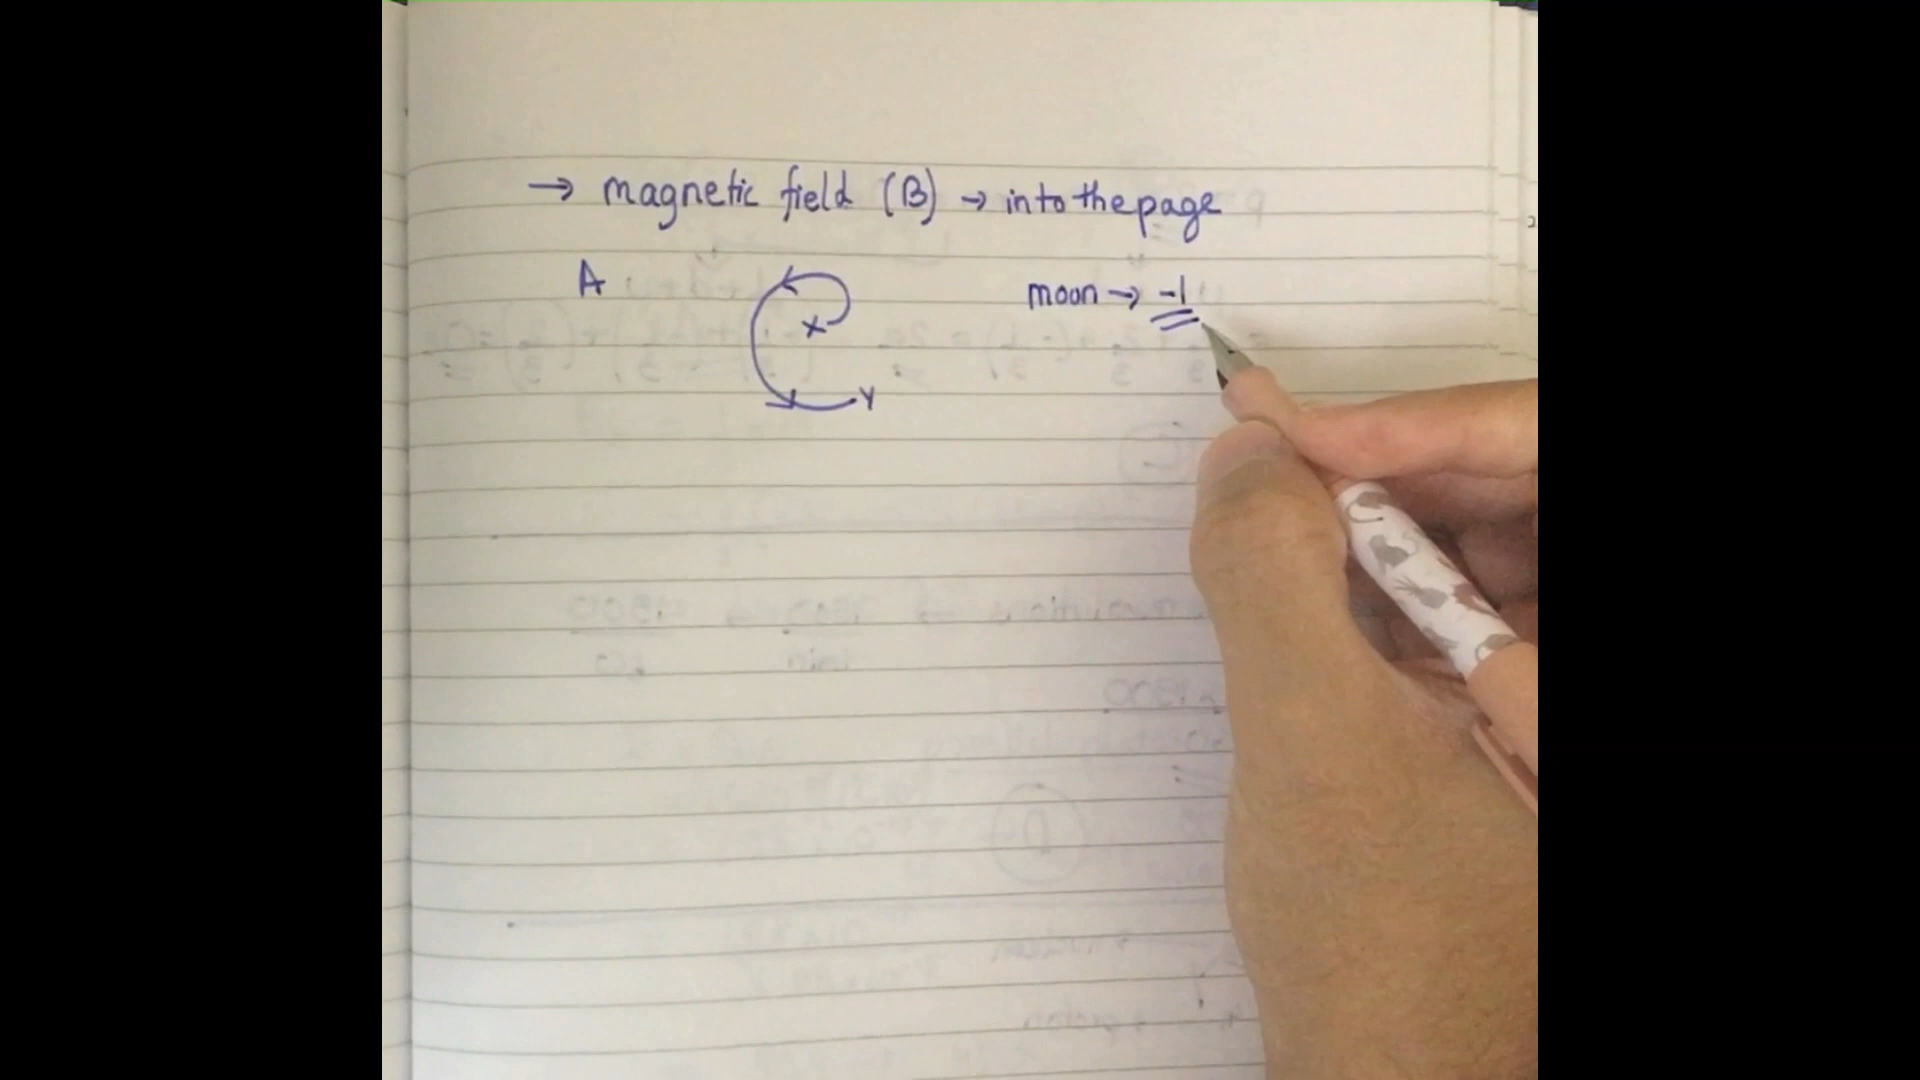 → magnetic field (B) → into the page
A
moon → -1
X
Y